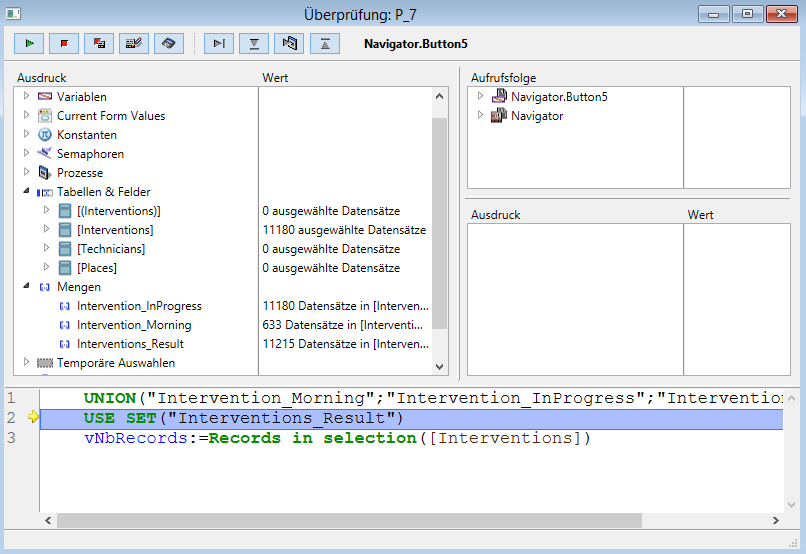 Überprüfung: P_7
Navigator.Button5
Ausdruck Wert
Variablen
Current Form Values
Konstanten
Semaphoren
Prozesse
Tabellen & Felder
[(Interventions)] 0 ausgewählte Datensätze
[Interventions] 11180 ausgewählte Datensätze
[Technicians] 0 ausgewählte Datensätze
[Places] 0 ausgewählte Datensätze
Mengen
Intervention_InProgress 11180 Datensätze in [Interven...
Intervention_Morning 633 Datensätze in [Interventi...
Interventions_Result 11215 Datensätze in [Interven...
Temporäre Auswahlen
Aufrufsfolge
Navigator.Button5
Navigator
Ausdruck Wert
1 UNION("Intervention_Morning";"Intervention_InProgress";"Intervention
2 USE SET("Interventions_Result")
3 vNbRecords:=Records in selection([Interventions])